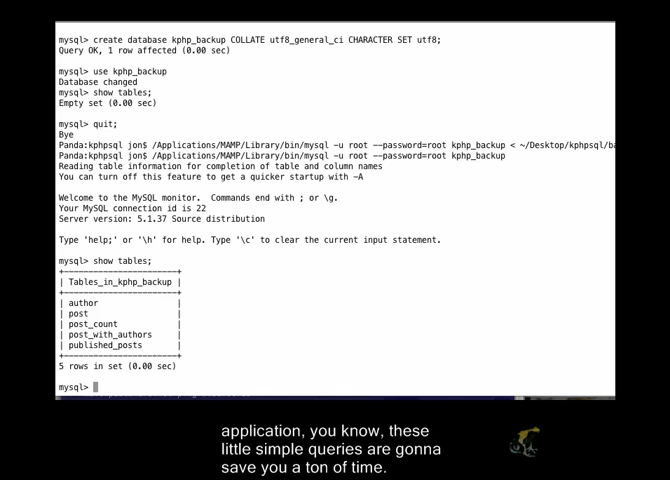 mysql> create database kphp_backup COLLATE utf8_general_ci CHARACTER SET utf8;
Query OK, 1 row affected (0.00 sec)
mysql> use kphp_backup
Database changed
mysql> show tables;
Empty set (0.00 sec)
mysql> quit;
Bye
Panda:kphpsql jon$ /Applications/MAMP/Library/bin/mysql -u root --password=root kphp_backup < ~/Desktop/kphpsql/ba
Panda:kphpsql jon$ /Applications/MAMP/Library/bin/mysql -u root --password=root kphp_backup
Reading table information for completion of table and column names
You can turn off this feature to get a quicker startup with -A
Welcome to the MySQL monitor.  Commands end with ; or \g.
Your MySQL connection id is 22
Server version: 5.1.37 Source distribution
Type 'help;' or '\h' for help. Type '\c' to clear the current input statement.
mysql> show tables;
+-----------------------+
| Tables_in_kphp_backup |
+-----------------------+
| author                |
| post                  |
| post_count            |
| post_with_authors     |
| published_posts       |
+-----------------------+
5 rows in set (0.00 sec)
mysql>
application, you know, these
little simple queries are gonna
save you a ton of time.